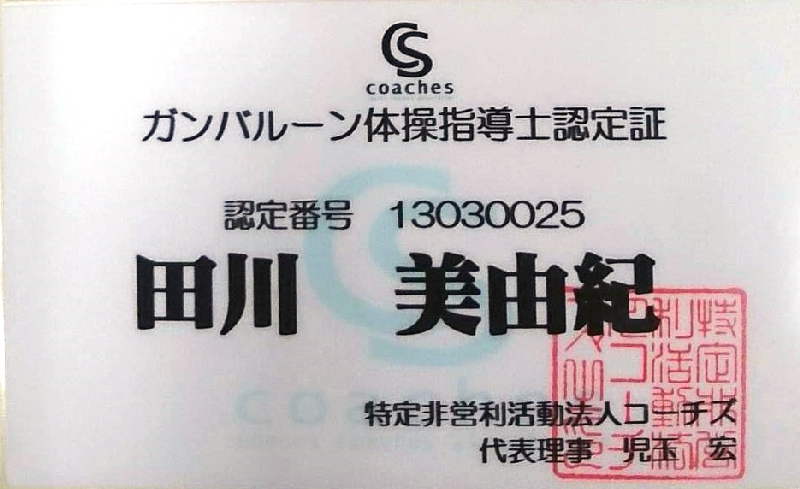 CS
coaches
ガンバルーン体操指導士認定証
認定番号 13030025
田川 美由紀
特定非営利活動法人コーチズ
代表理事 児玉 宏
coaches